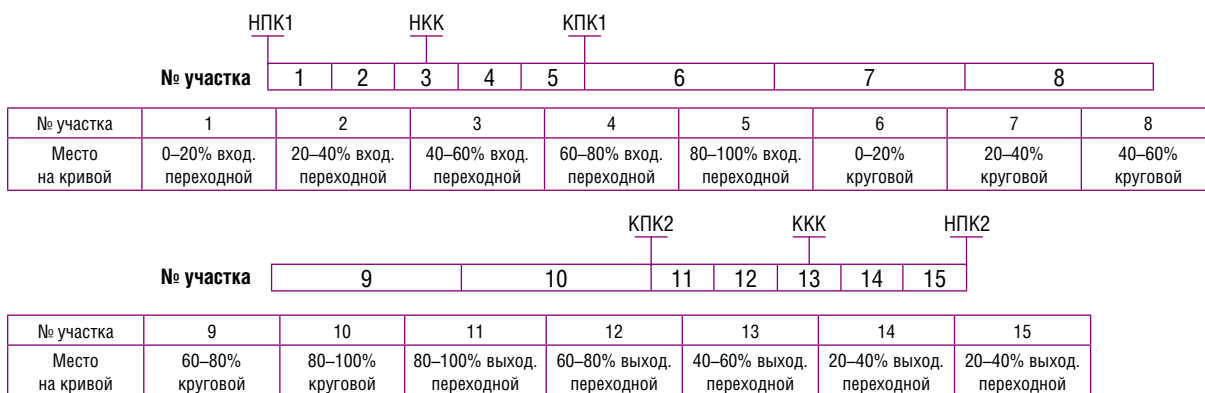 НПК1 НКК КПК1
№ участка 1 2 3 4 5 6 7 8
№ участка 1 2 3 4 5 6 7 8
Место на кривой 0–20% вход. переходной 20–40% вход. переходной 40–60% вход. переходной 60–80% вход. переходной 80–100% вход. переходной 0–20% круговой 20–40% круговой 40–60% круговой
КПК2 ККК НПК2
№ участка 9 10 11 12 13 14 15
№ участка 9 10 11 12 13 14 15
Место на кривой 60–80% круговой 80–100% круговой 80–100% выход. переходной 60–80% выход. переходной 40–60% выход. переходной 20–40% выход. переходной 20–40% выход. переходной